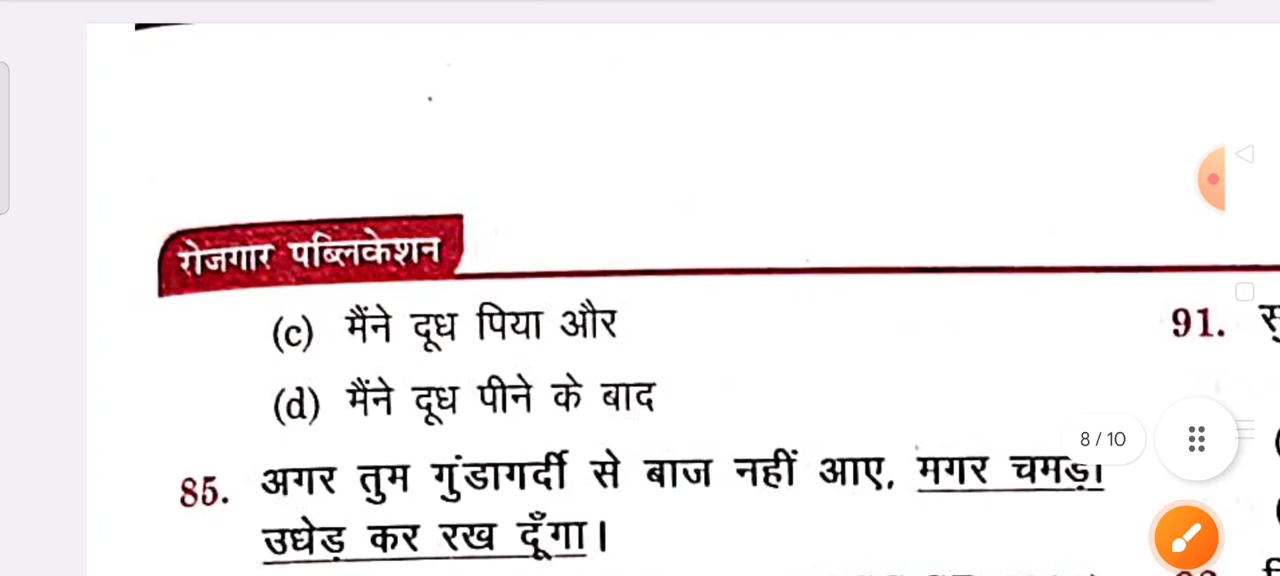 रोजगार पब्लिकेशन
(c) मैंने दूध पिया और
(d) मैंने दूध पीने के बाद
85. अगर तुम गुंडागर्दी से बाज नहीं आए, मगर चमड़ा
उधेड़ कर रख दूँगा।
91.
8 / 10